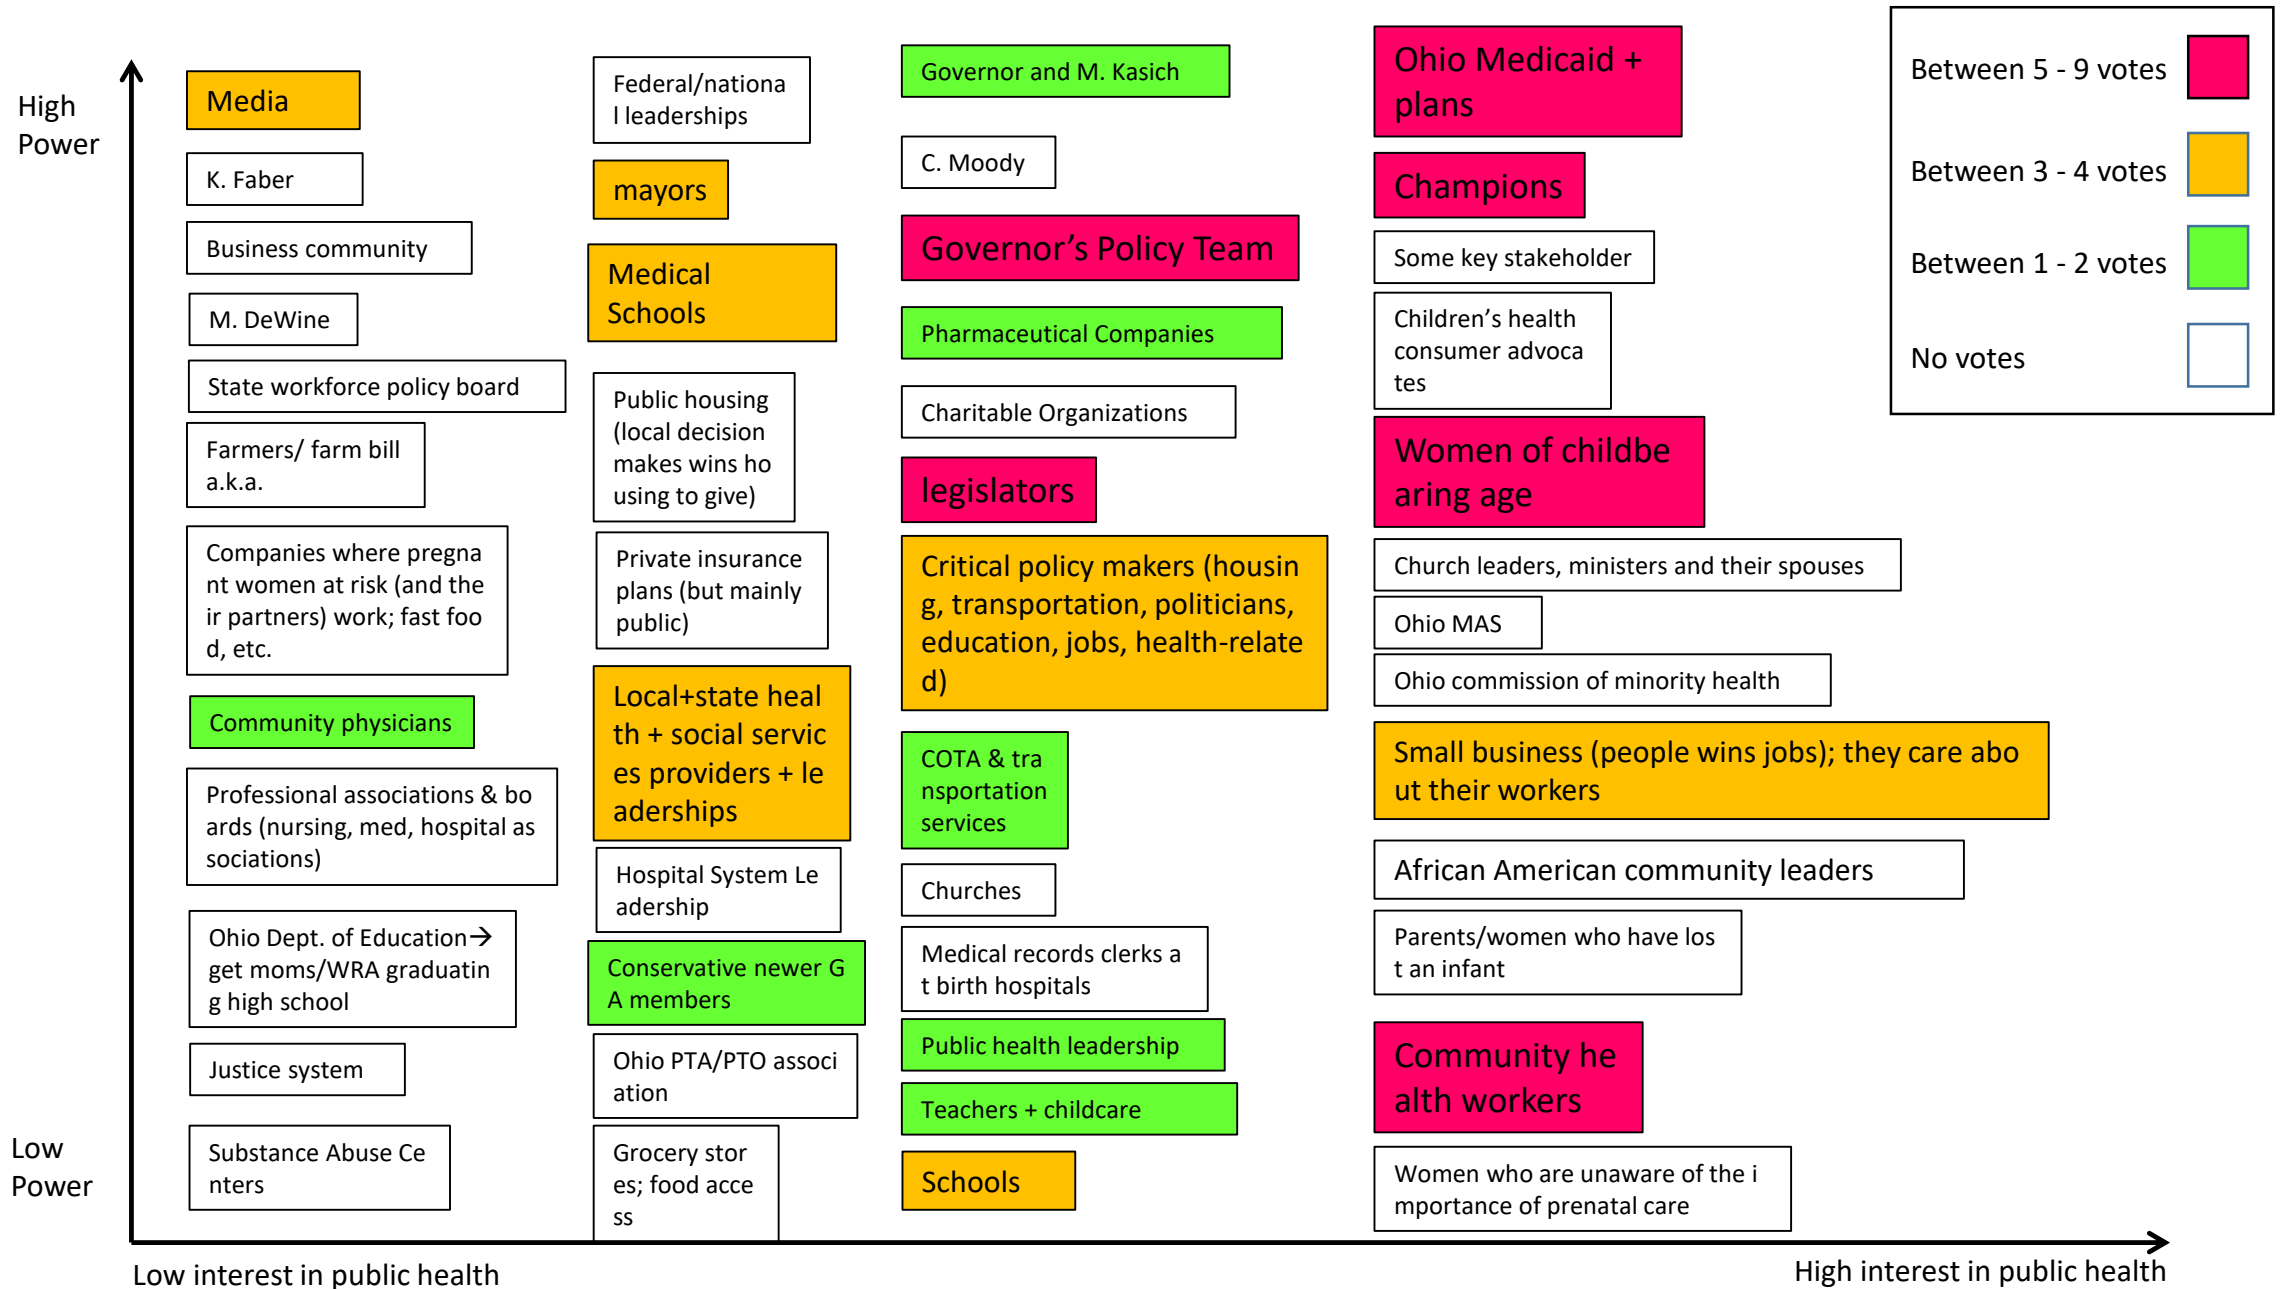 High
Power
Media
K. Faber
Business community
M. DeWine
State workforce policy board
Farmers/ farm bill
a.k.a.
Companies where pregna
nt women at risk (and the
ir partners) work; fast foo
d, etc.
Community physicians
Professional associations & bo
ards (nursing, med, hospital as
sociations)
Ohio Dept. of Education→
get moms/WRA graduatin
g high school
Justice system
Substance Abuse Ce
nters
Low
Power
Federal/nationa
l leaderships
mayors
Medical
Schools
Public housing
(local decision
makes wins ho
using to give)
Private insurance
plans (but mainly
public)
Local+state heal
th + social servic
es providers + le
aderships
Hospital System Le
adership
Conservative newer G
A members
Ohio PTA/PTO associ
ation
Grocery stor
es; food acce
ss
Governor and M. Kasich
C. Moody
Governor’s Policy Team
Pharmaceutical Companies
Charitable Organizations
legislators
Critical policy makers (housin
g, transportation, politicians,
education, jobs, health-relate
d)
COTA & tra
nsportation
services
Churches
Medical records clerks a
t birth hospitals
Public health leadership
Teachers + childcare
Schools
Ohio Medicaid +
plans
Champions
Some key stakeholder
Children’s health
consumer advoca
tes
Women of childbe
aring age
Church leaders, ministers and their spouses
Ohio MAS
Ohio commission of minority health
Small business (people wins jobs); they care abo
ut their workers
African American community leaders
Parents/women who have los
t an infant
Community he
alth workers
Women who are unaware of the i
mportance of prenatal care
Between 5 - 9 votes
Between 3 - 4 votes
Between 1 - 2 votes
No votes
Low interest in public health
High interest in public health